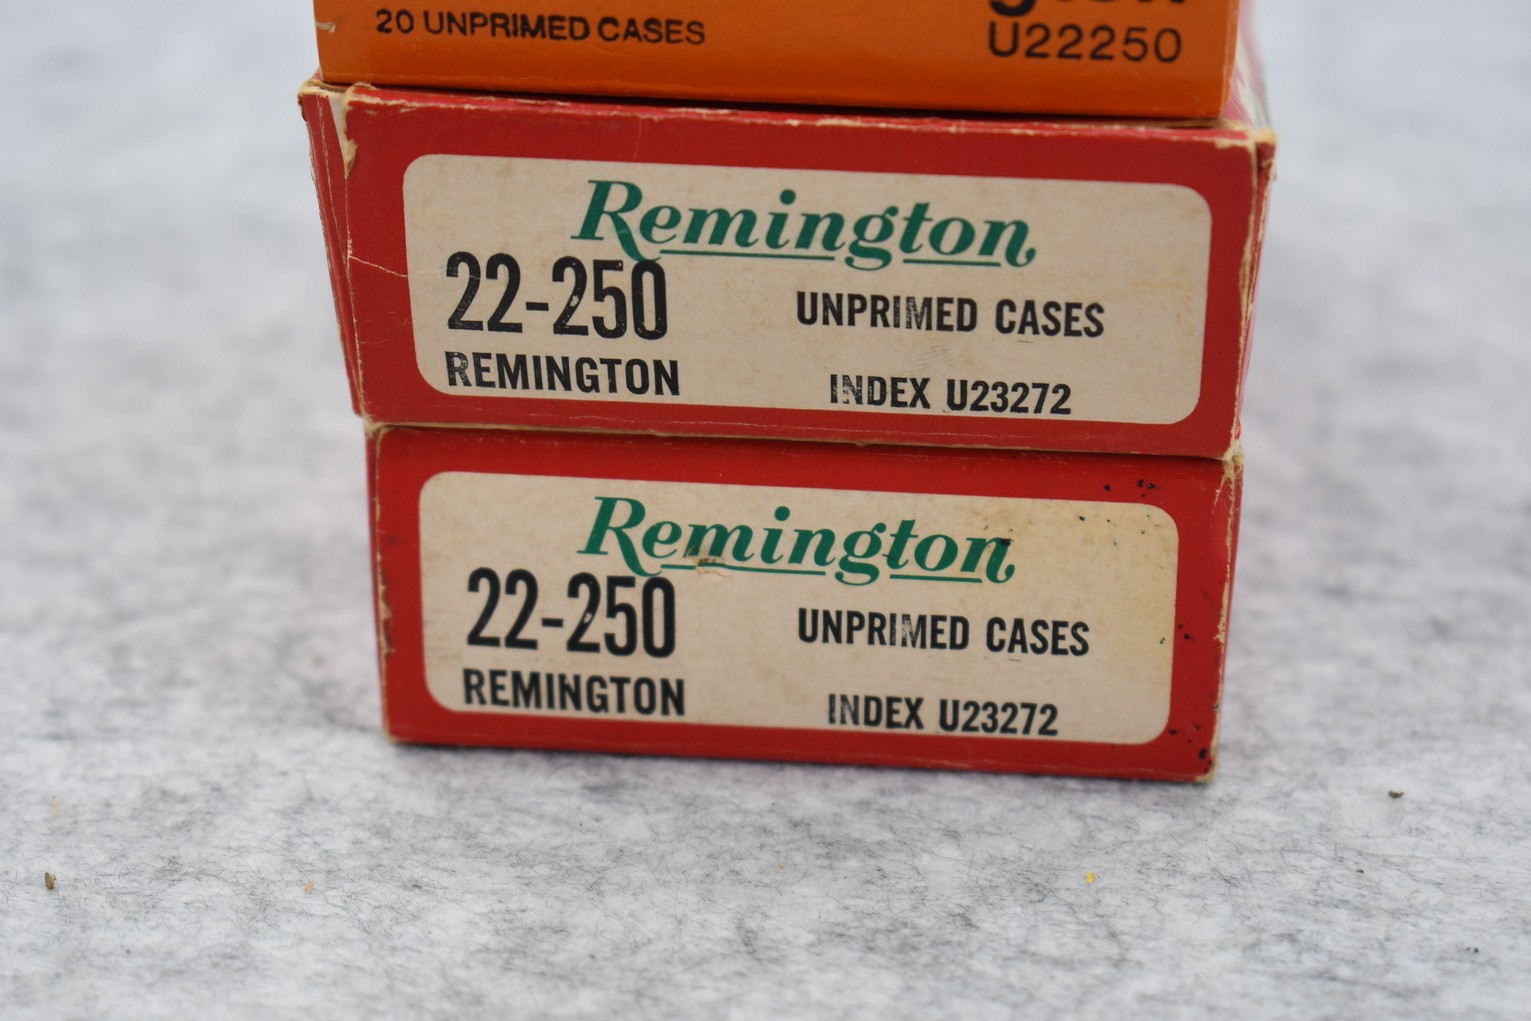 20 UNPRIMED CASES
U22250
Remington
22-250
UNPRIMED CASES
REMINGTON
INDEX U23272
Remington
22-250
UNPRIMED CASES
REMINGTON
INDEX U23272